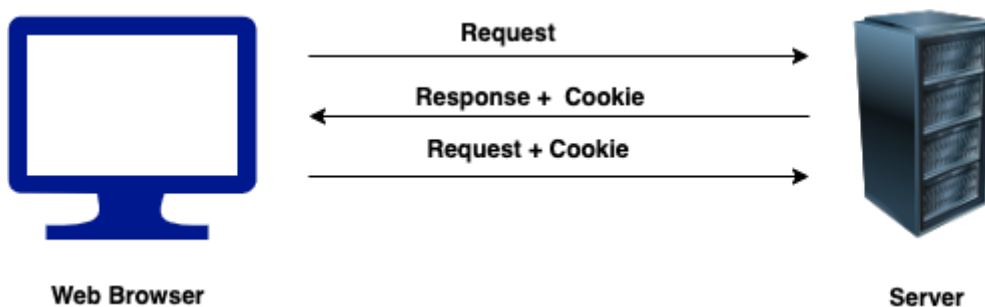 Request
Response + Cookie
Request + Cookie
Web Browser
Server